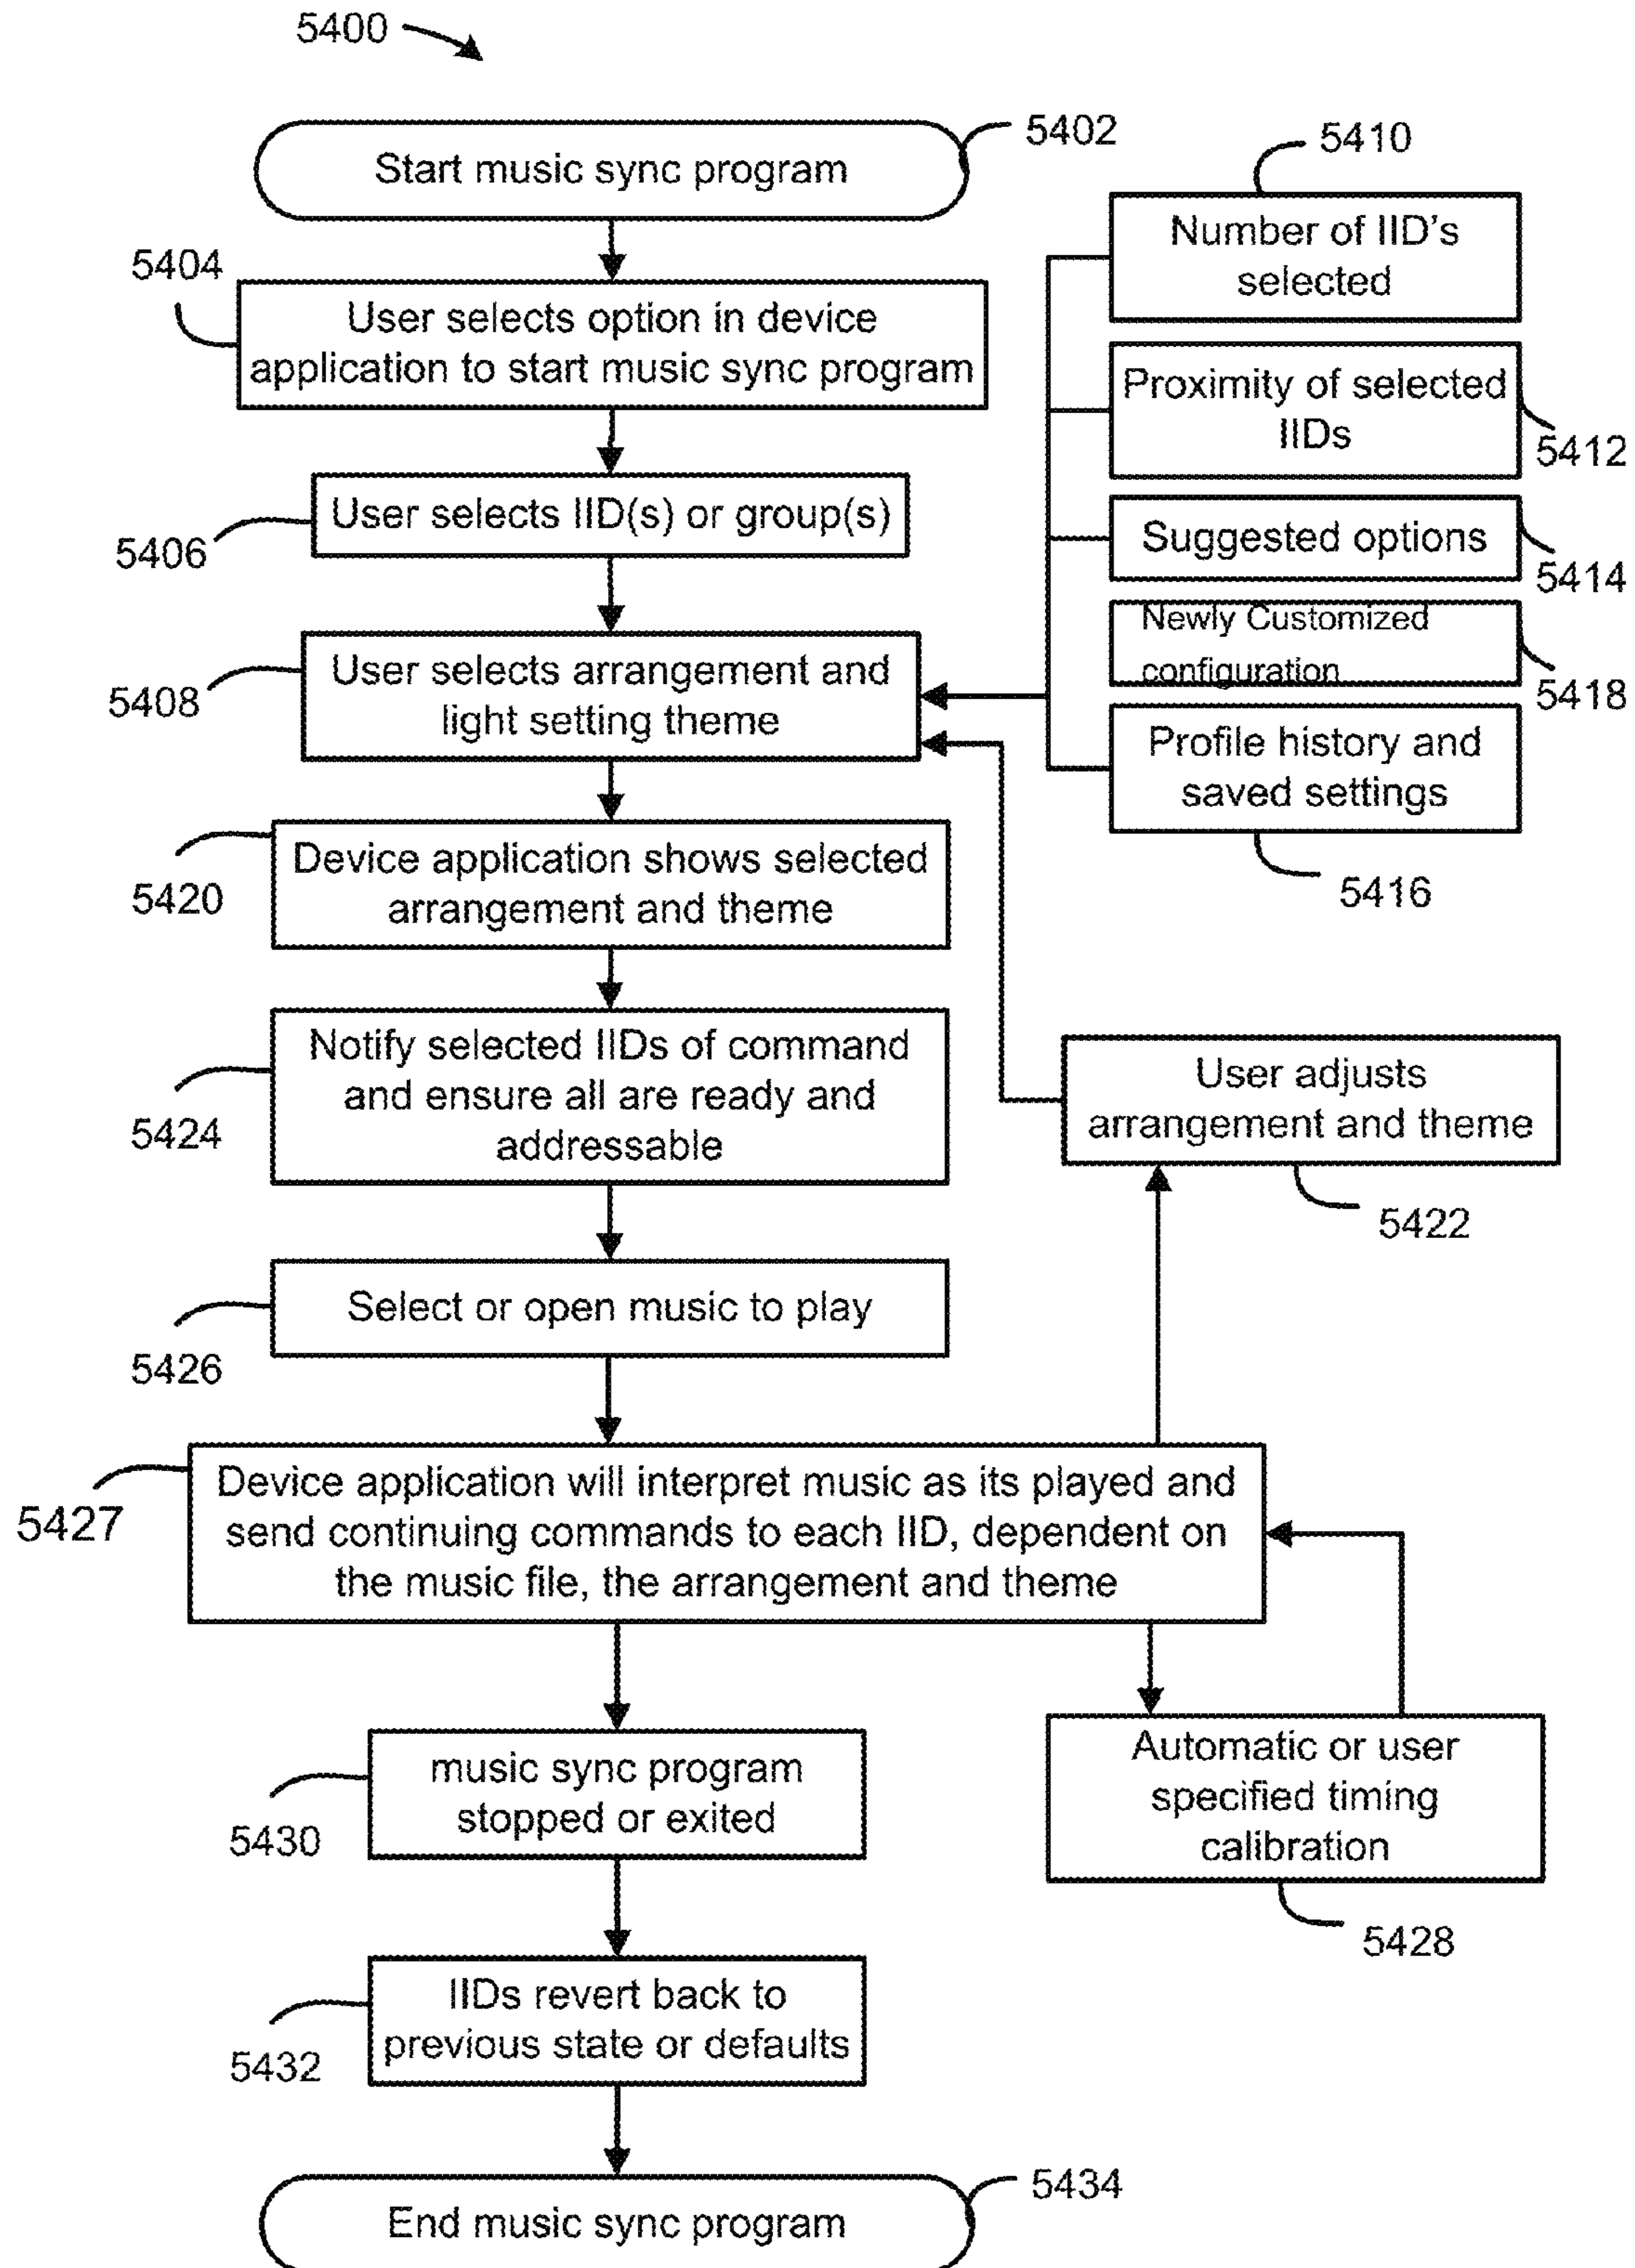 5400
Start music sync program
5402
5404
User selects option in device
application to start music sync program
User selects IID(s) or group(s)
5406
User selects arrangement and
light setting theme
5408
5410
Number of IID's
selected
Proximity of selected
IIDs
5412
Suggested options
5414
Newly Customized
configuration
5418
Profile history and
saved settings
5416
Device application shows selected
arrangement and theme
5420
Notify selected IIDs of command
and ensure all are ready and
addressable
5424
User adjusts
arrangement and theme
5422
Select or open music to play
5426
Device application will interpret music as its played and
send continuing commands to each IID, dependent on
the music file, the arrangement and theme
5427
music sync program
stopped or exited
5430
Automatic or user
specified timing
calibration
5428
IIDs revert back to
previous state or defaults
5432
5434
End music sync program